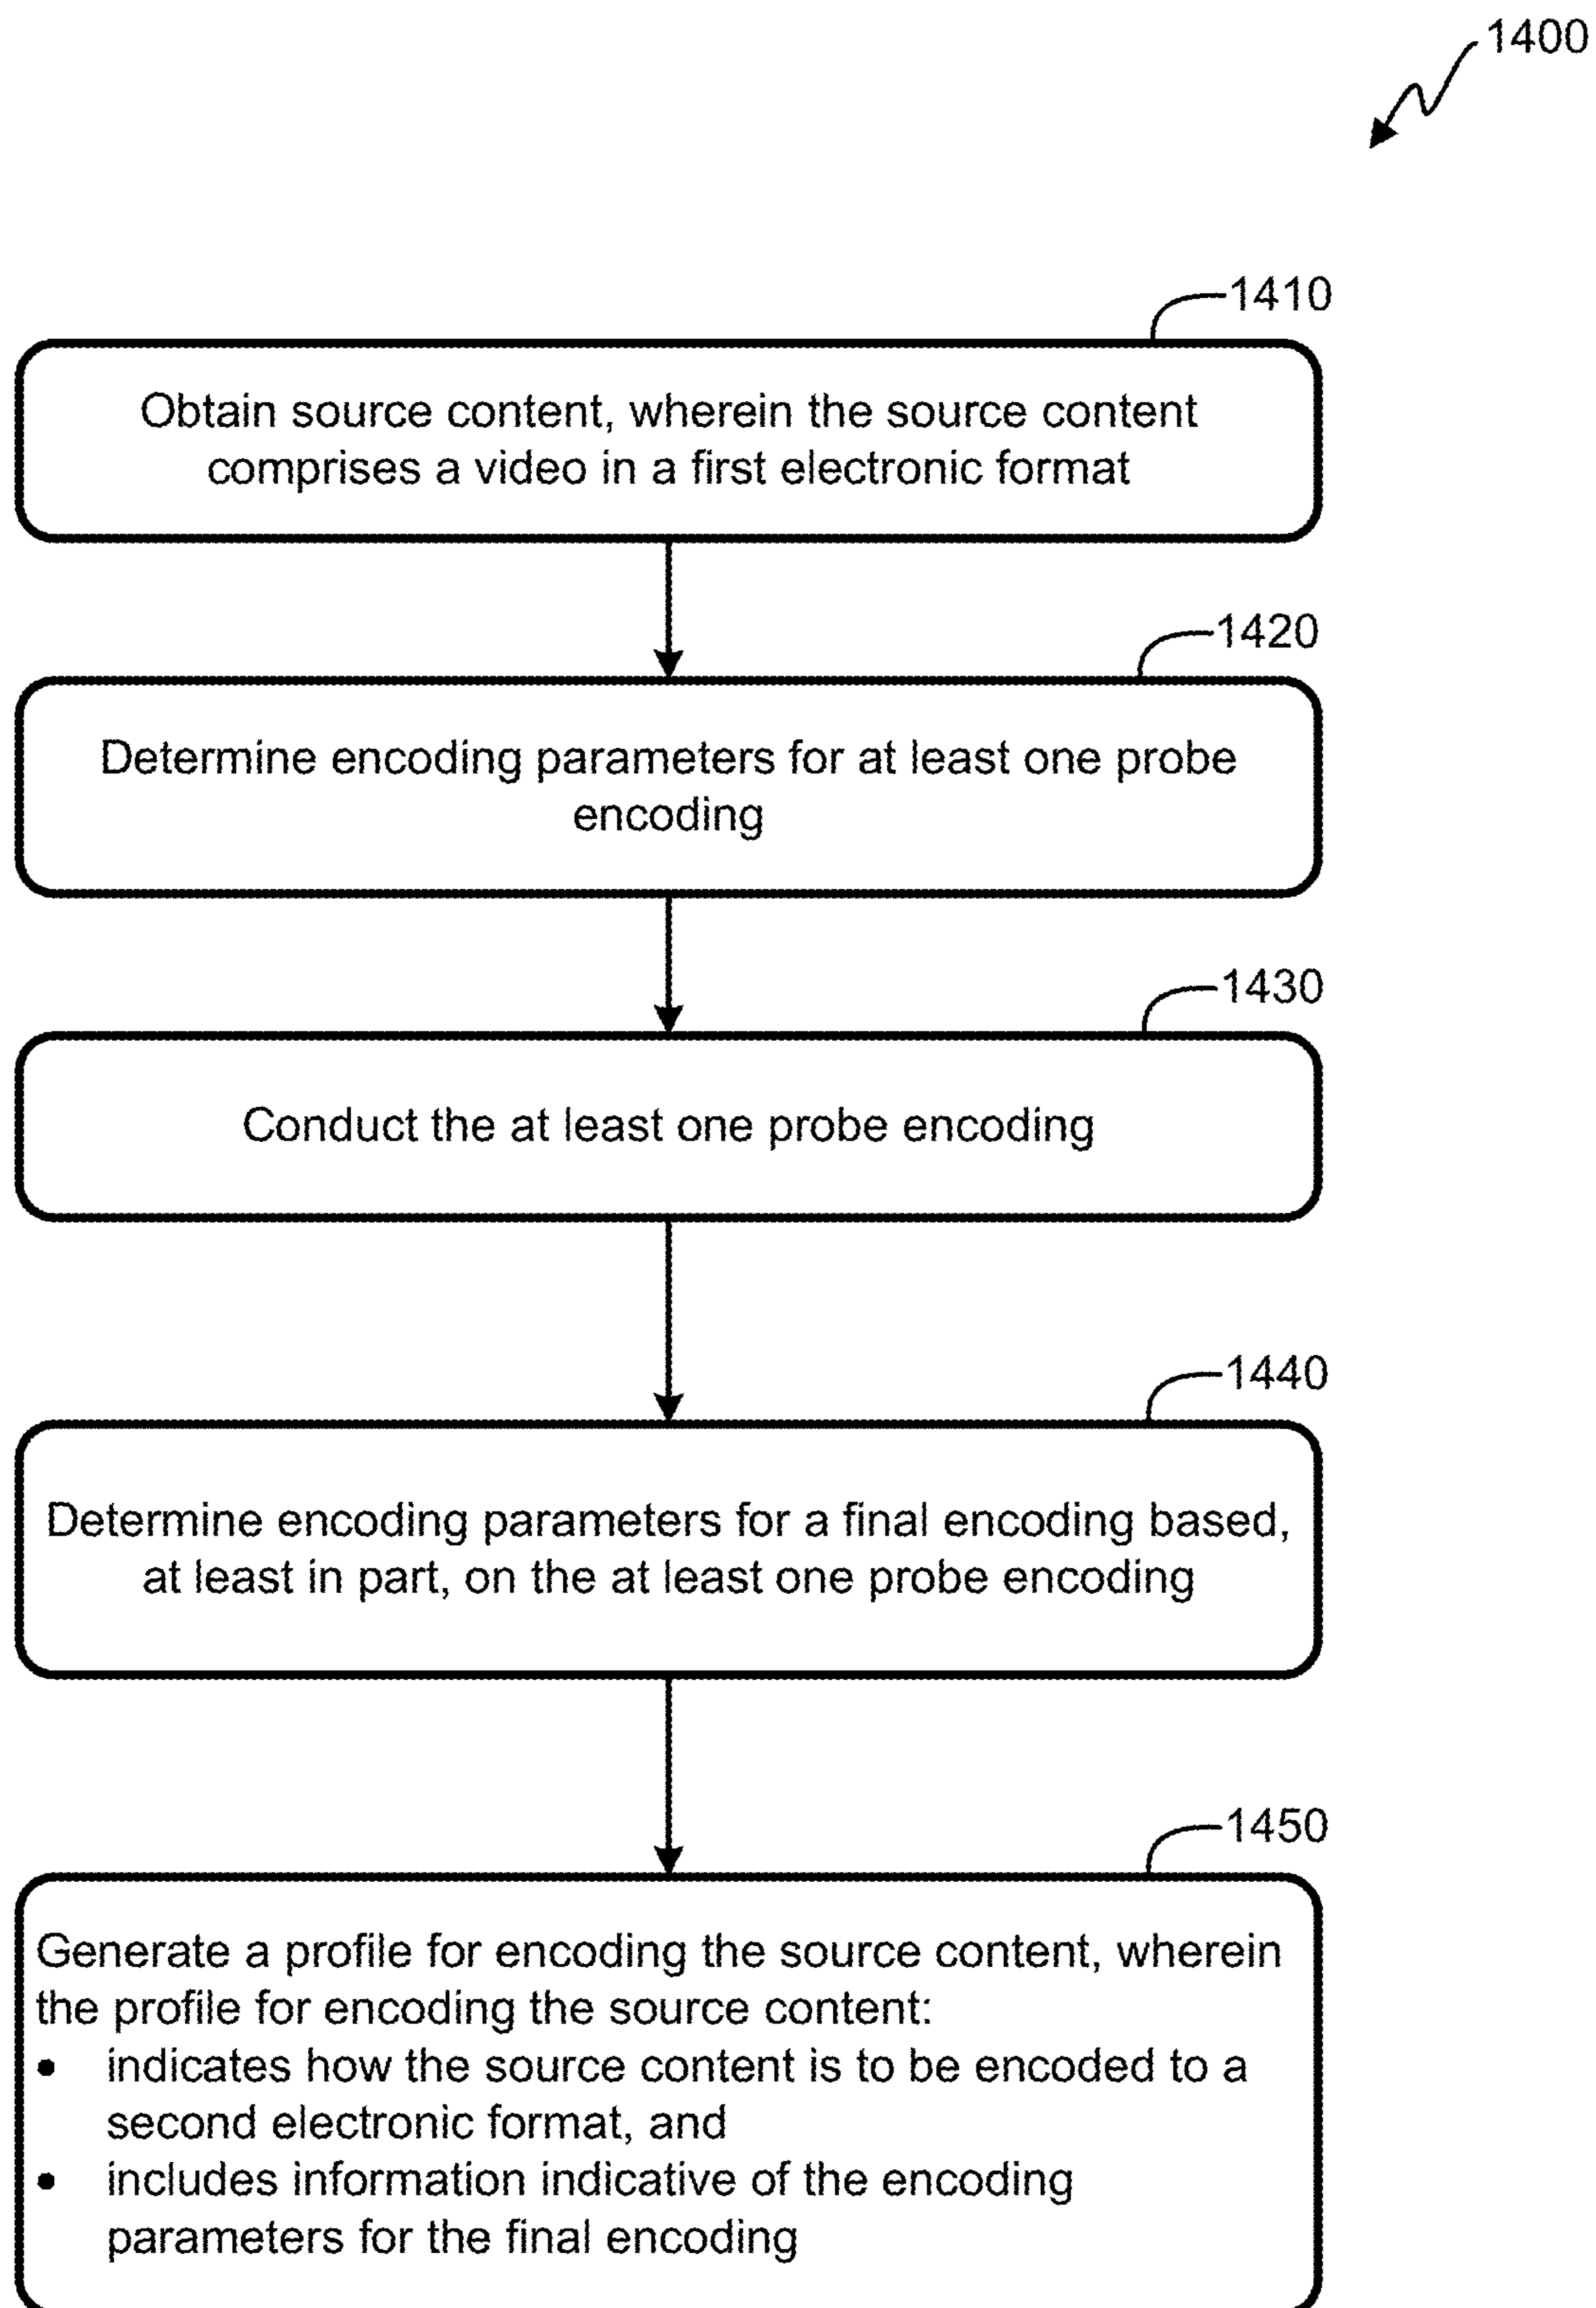 1400
1410
Obtain source content, wherein the source content
comprises a video in a first electronic format
1420
Determine encoding parameters for at least one probe
encoding
1430
Conduct the at least one probe encoding
1440
Determine encoding parameters for a final encoding based,
at least in part, on the at least one probe encoding
1450
Generate a profile for encoding the source content, wherein
the profile for encoding the source content:
• indicates how the source content is to be encoded to a
second electronic format, and
• includes information indicative of the encoding
parameters for the final encoding